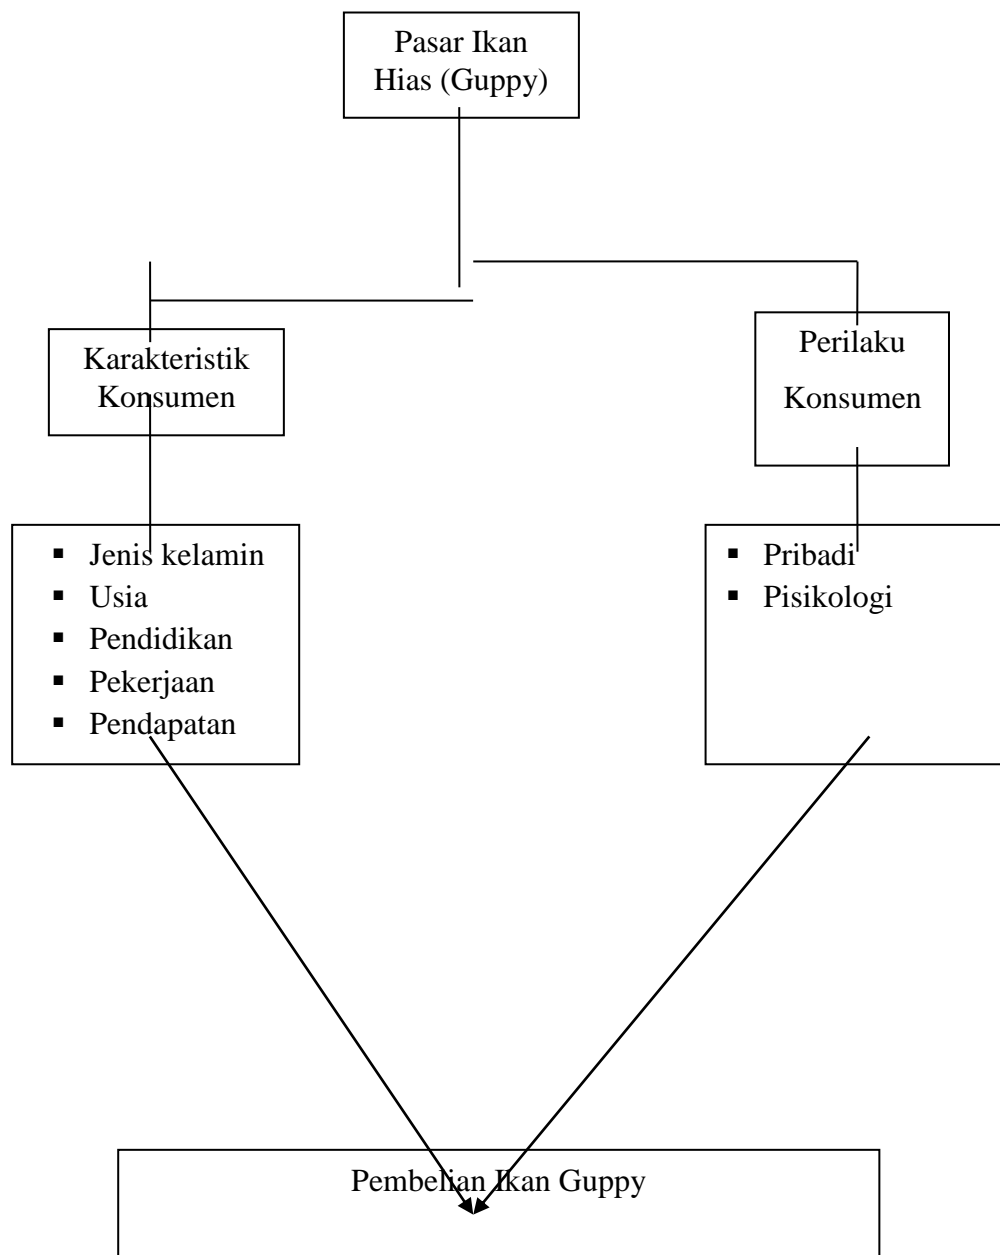 Pasar Ikan
Hias (Guppy)
Karakteristik
Konsumen
Perilaku
Konsumen
▪ Jenis kelamin
▪ Usia
▪ Pendidikan
▪ Pekerjaan
▪ Pendapatan
▪ Pribadi
▪ Pisikologi
Pembelian Ikan Guppy